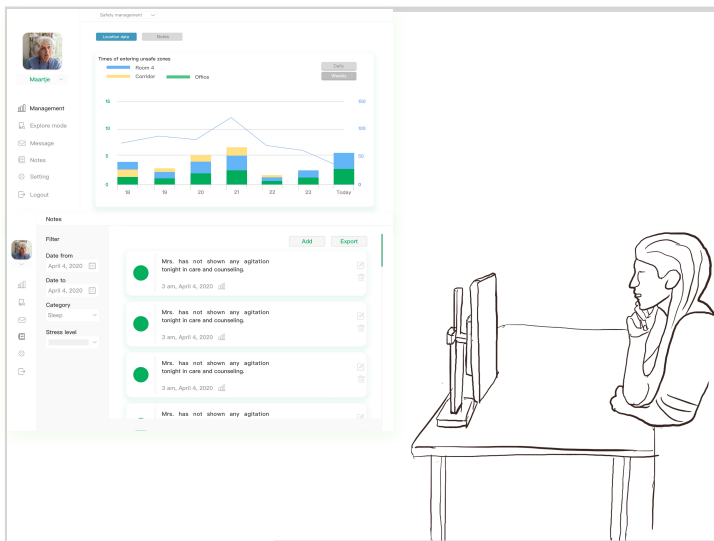 Safety management
Location data
Notes
Times of entering unsafe zones
Room 4
Corridor
Office
Daily
Weekly
Maartje
Management
Explore mode
Message
Notes
Setting
Logout
15
10
5
0
150
100
50
0
18
19
20
21
22
23
Today
Notes
Filter
Date from
April 4, 2020
Date to
April 4, 2020
Category
Sleep
Stress level
Add
Export
Mrs. has not shown any agitation
tonight in care and counseling.
3 am, April 4, 2020
Mrs. has not shown any agitation
tonight in care and counseling.
3 am, April 4, 2020
Mrs. has not shown any agitation
tonight in care and counseling.
3 am, April 4, 2020
Mrs. has not shown any agitation